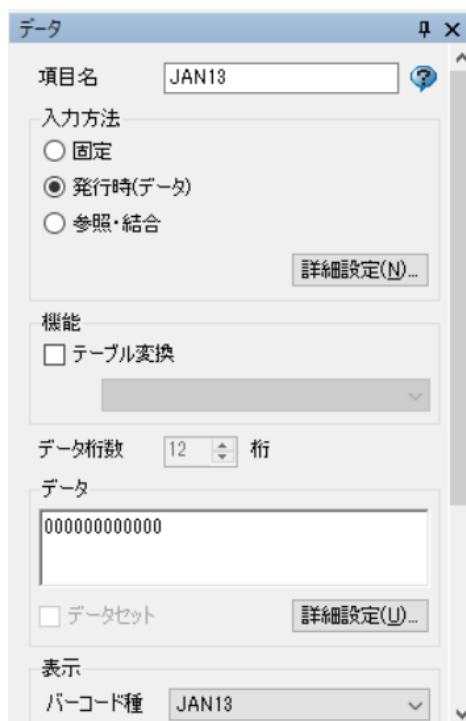 データ
項目名 JAN13
入力方法
固定
発行時(データ)
参照・結合
詳細設定(N)...
機能
テーブル変換
データ桁数 12 桁
データ
000000000000
データセット 詳細設定(U)...
表示
バーコード種 JAN13